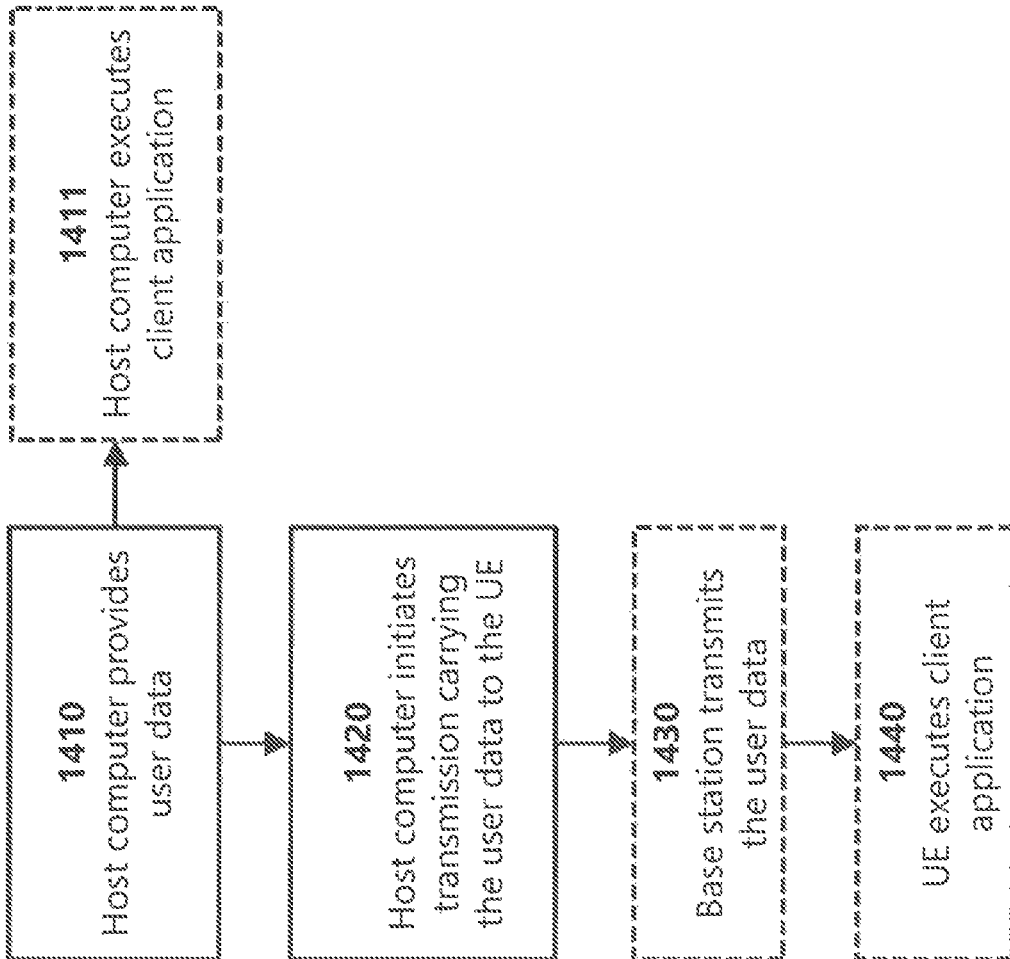 1410
Host computer provides
user data
1411
Host computer executes
client application
1420
Host computer initiates
transmission carrying
the user data to the UE
1430
Base station transmits
the user data
1440
UE executes client
application